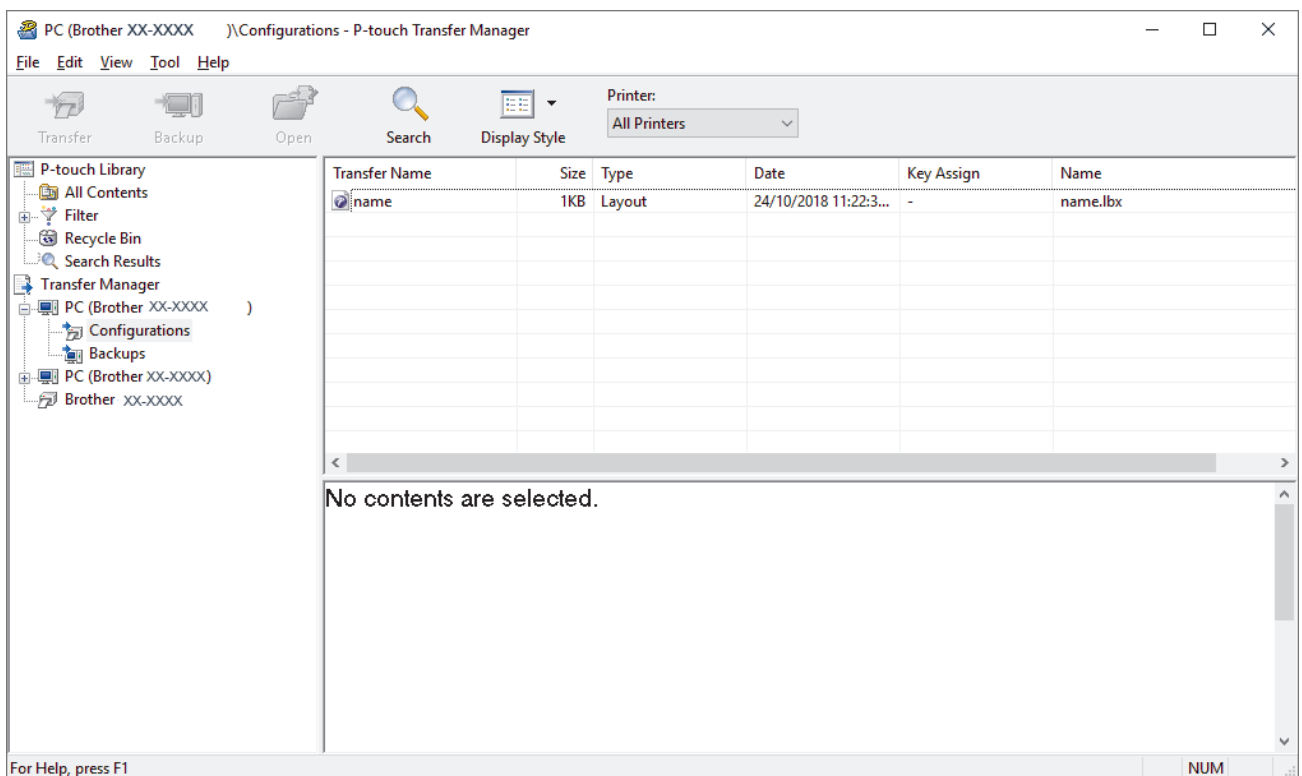 PC (Brother XX-XXXX )\Configurations - P-touch Transfer Manager
File Edit View Tool Help
Transfer Backup Open Search Display Style
Printer:
All Printers
P-touch Library
All Contents
Filter
Recycle Bin
Search Results
Transfer Manager
PC (Brother XX-XXXX )
Configurations
Backups
PC (Brother XX-XXXX)
Brother XX-XXXX
Transfer Name Size Type Date Key Assign Name
name 1KB Layout 24/10/2018 11:22:3... - name.lbx
No contents are selected.
For Help, press F1
NUM